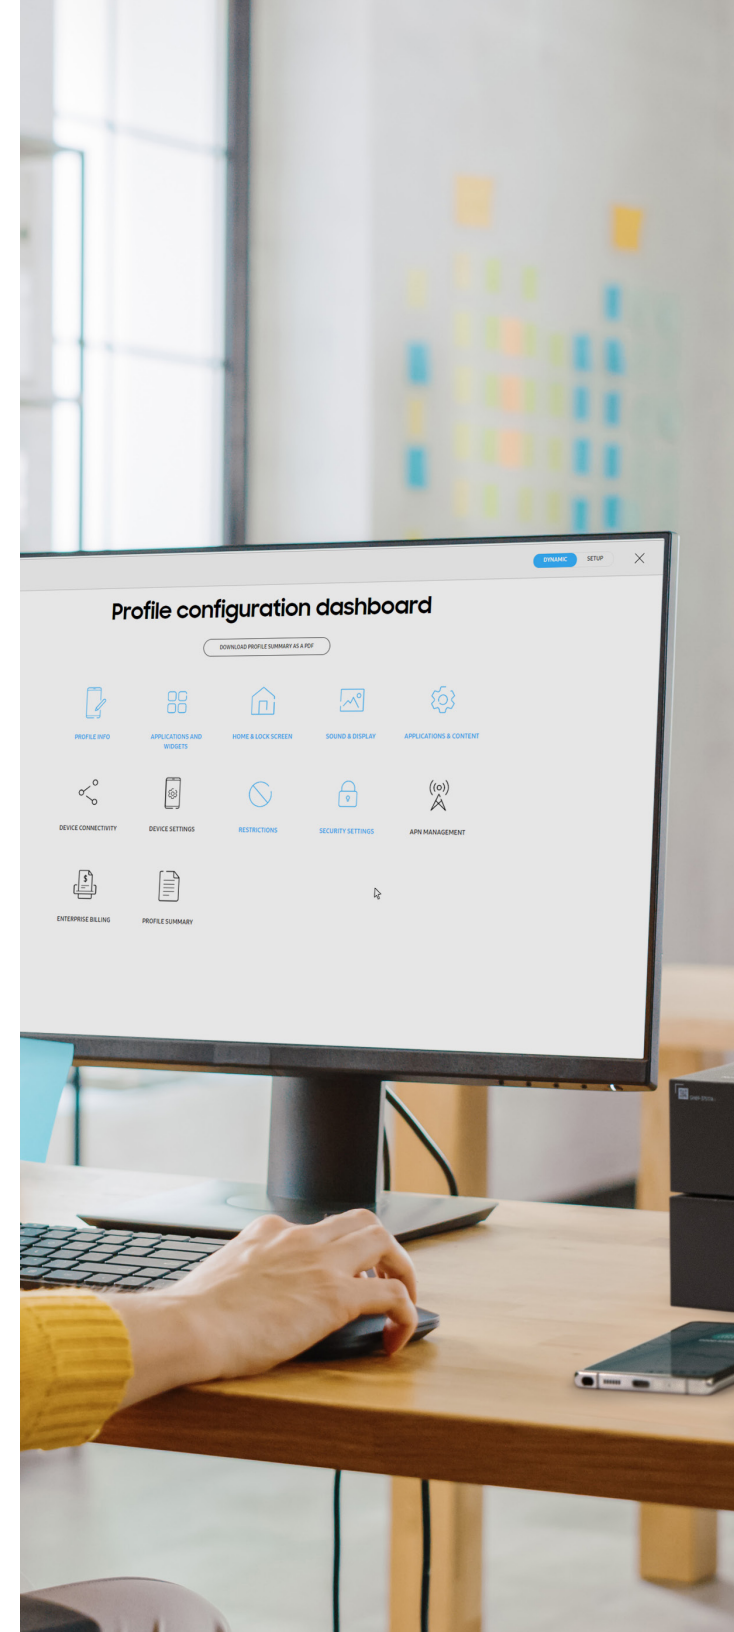 DYNAMIC SETUP
Profile configuration dashboard
DOWNLOAD PROFILE SUMMARY AS A PDF
PROFILE INFO
APPLICATIONS AND
WIDGETS
HOME & LOCK SCREEN
SOUND & DISPLAY
APPLICATIONS & CONTENT
DEVICE CONNECTIVITY
DEVICE SETTINGS
RESTRICTIONS
SECURITY SETTINGS
APN MANAGEMENT
$
ENTERPRISE BILLING
PROFILE SUMMARY